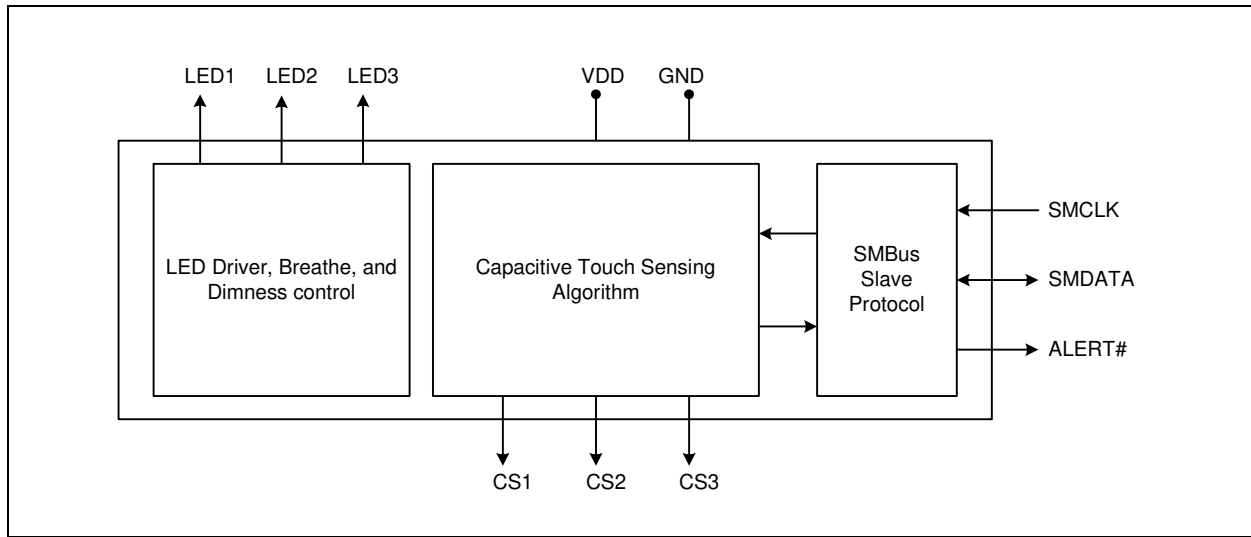 LED1 LED2 LED3 VDD GND
LED Driver, Breathe, and
Dimness control
Capacitive Touch Sensing
Algorithm
SMBus
Slave
Protocol
SMCLK
SMDATA
ALERT#
CS1 CS2 CS3